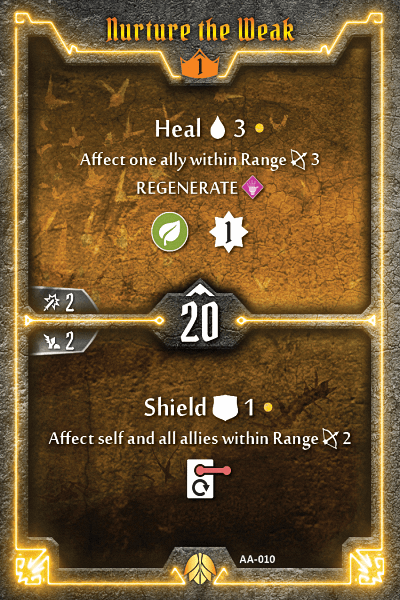 Nurture the Weak
1
Heal 3
Affect one ally within Range 3
REGENERATE
1
2
20
2
Shield 1
Affect self and all allies within Range 2
AA-010